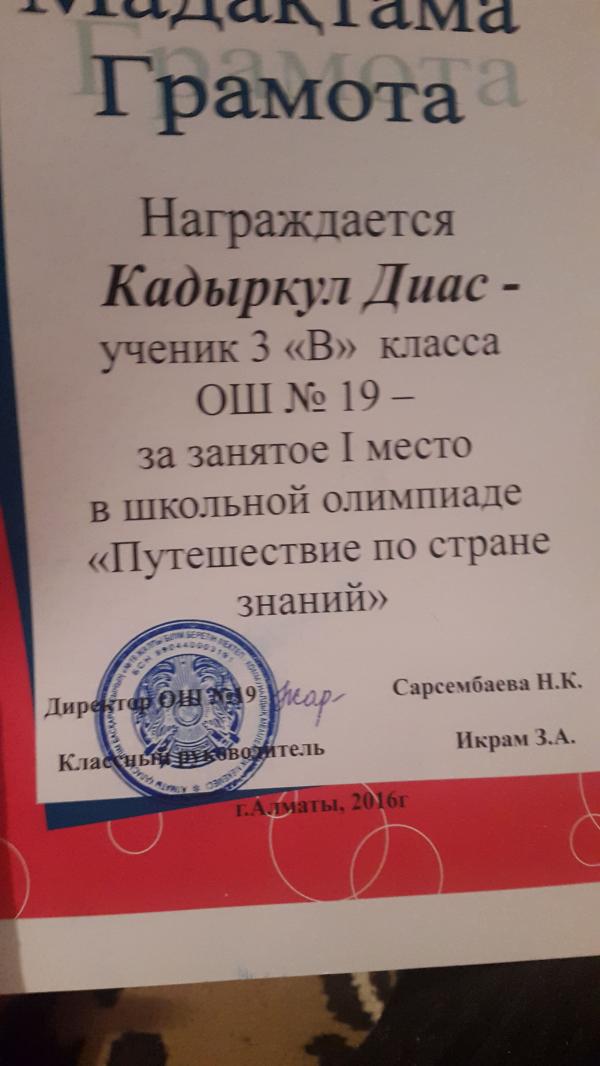 Мадақтама
Грамота
Награждается
Кадыркул Диас -
ученик 3 «В» класса
ОШ № 19 –
за занятое I место
в школьной олимпиаде
«Путешествие по стране
знаний»
Директор ОШ №19 Сарсембаева Н.К.
Классный руководитель Икрам З.А.
г.Алматы, 2016г